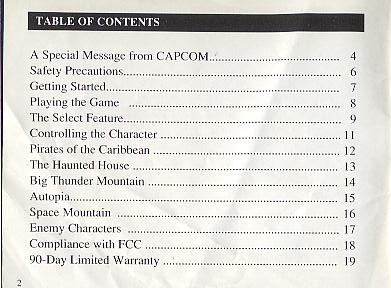 TABLE OF CONTENTS
A Special Message from CAPCOM................................. 4
Safety Precautions....................................................... 6
Getting Started............................................................ 7
Playing the Game ...................................................... 8
The Select Feature....................................................... 9
Controlling the Character ............................................ 11
Pirates of the Caribbean .............................................. 12
The Haunted House .................................................... 13
Big Thunder Mountain ................................................ 14
Autopia....................................................................... 15
Space Mountain ......................................................... 16
Enemy Characters ...................................................... 17
Compliance with FCC ................................................. 18
90-Day Limited Warranty ............................................ 19
2